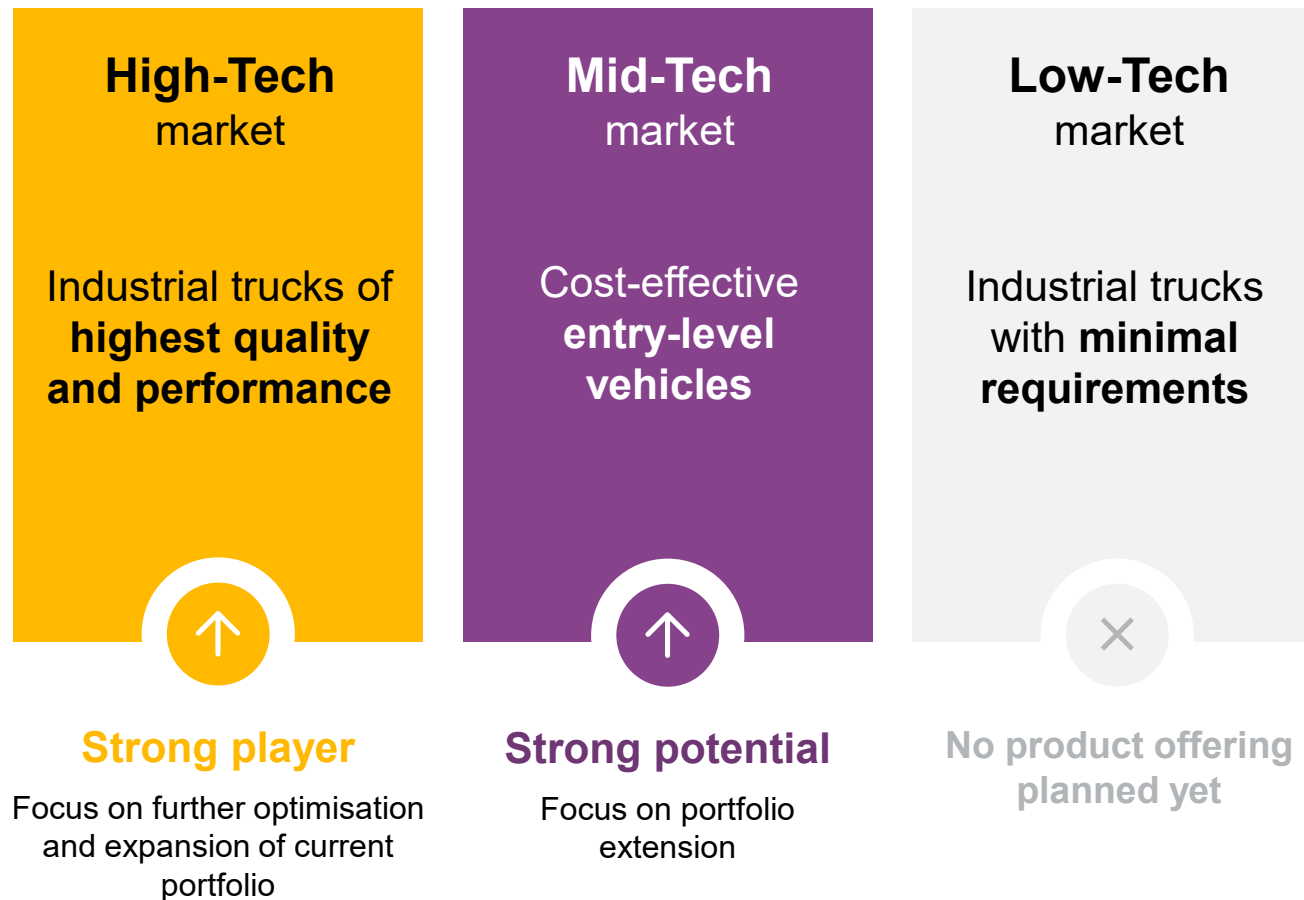 High-Tech
market
Industrial trucks of
highest quality
and performance
Strong player
Focus on further optimisation
and expansion of current
portfolio
Mid-Tech
market
Cost-effective
entry-level
vehicles
Strong potential
Focus on portfolio
extension
Low-Tech
market
Industrial trucks
with minimal
requirements
No product offering
planned yet